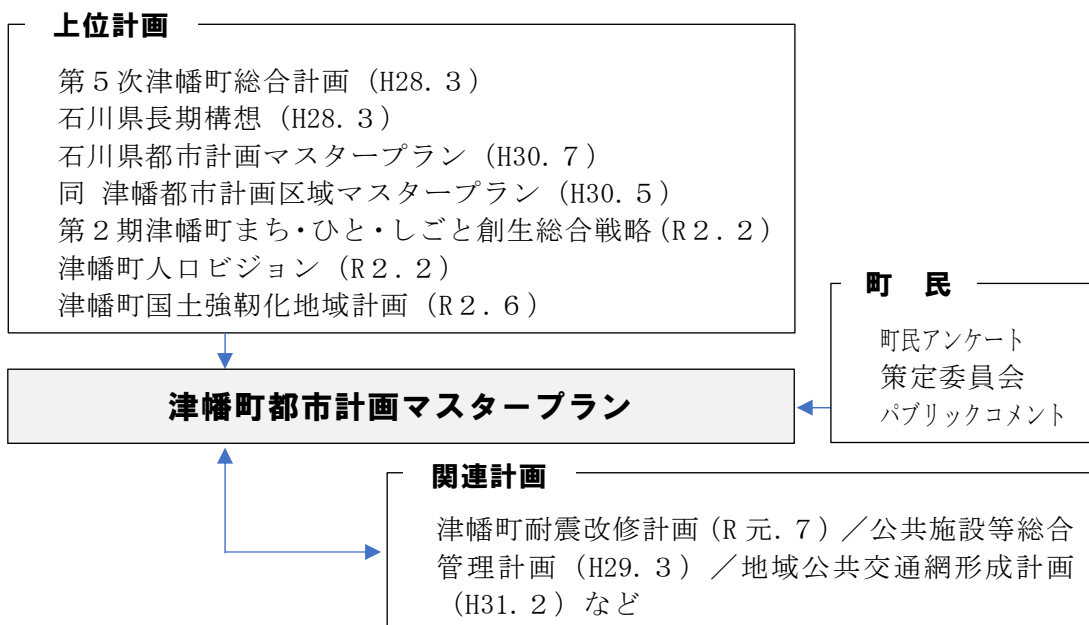 上位計画
第５次津幡町総合計画（H28.３）
石川県長期構想（H28.３）
石川県都市計画マスタープラン（H30.７）
同 津幡都市計画区域マスタープラン（H30.５）
第２期津幡町まち・ひと・しごと創生総合戦略(R２.２)
津幡町人口ビジョン（R２.２）
津幡町国土強靭化地域計画（R２.６）
町　民
町民アンケート
策定委員会
パブリックコメント
津幡町都市計画マスタープラン
関連計画
津幡町耐震改修計画（R 元.７）／公共施設等総合
管理計画（H29.３）／地域公共交通網形成計画
（H31.２）など